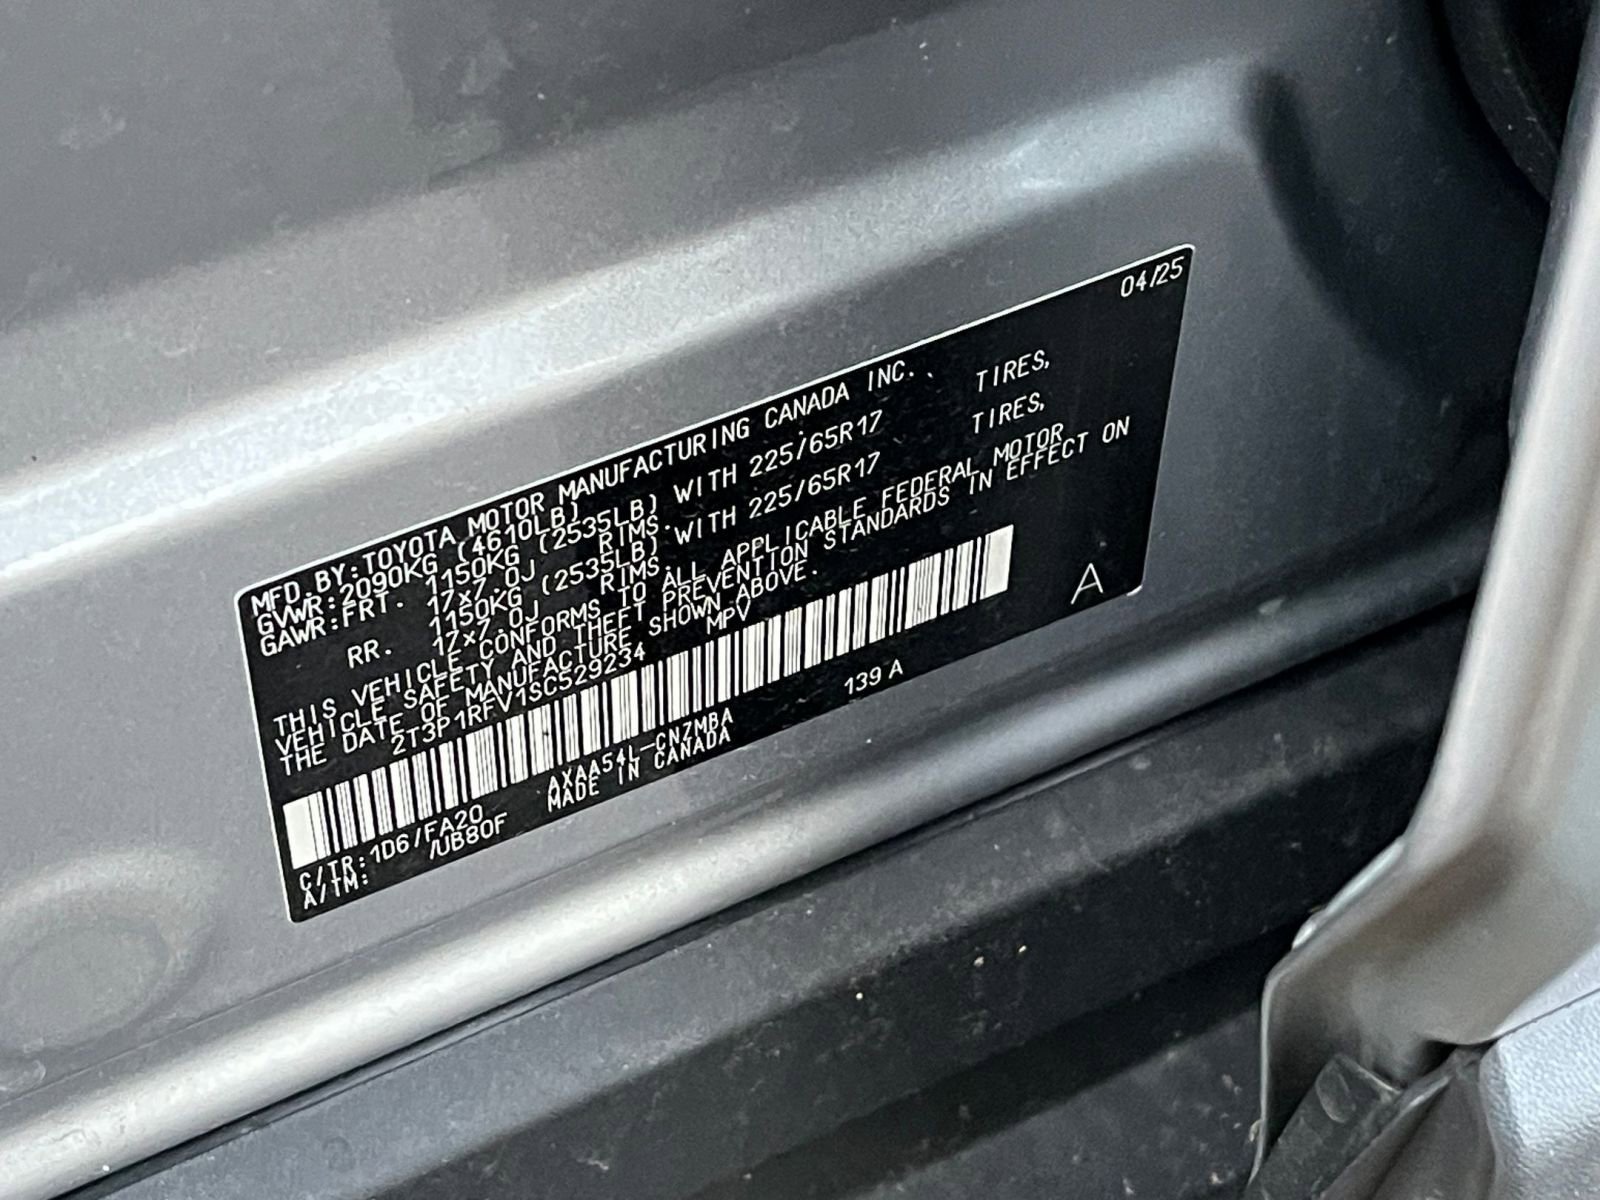 04/25
MFD. BY: TOYOTA MOTOR MANUFACTURING CANADA INC.
GVWR: 2090KG (4610LB)
GAWR: FRT. 1150KG (2535LB) WITH 225/65R17 TIRES,
17x7.0J RIMS.
RR. 1150KG (2535LB) WITH 225/65R17 TIRES,
17x7.0J RIMS.
THIS VEHICLE CONFORMS TO ALL APPLICABLE FEDERAL MOTOR
VEHICLE SAFETY AND THEFT PREVENTION STANDARDS IN EFFECT ON
THE DATE OF MANUFACTURE SHOWN ABOVE.
2T3P1RFV1SC529234 MPV
A
C/TR: 1D6/FA20 AXAA54L-CNZMBA 139 A
A/TM: /UB80F MADE IN CANADA